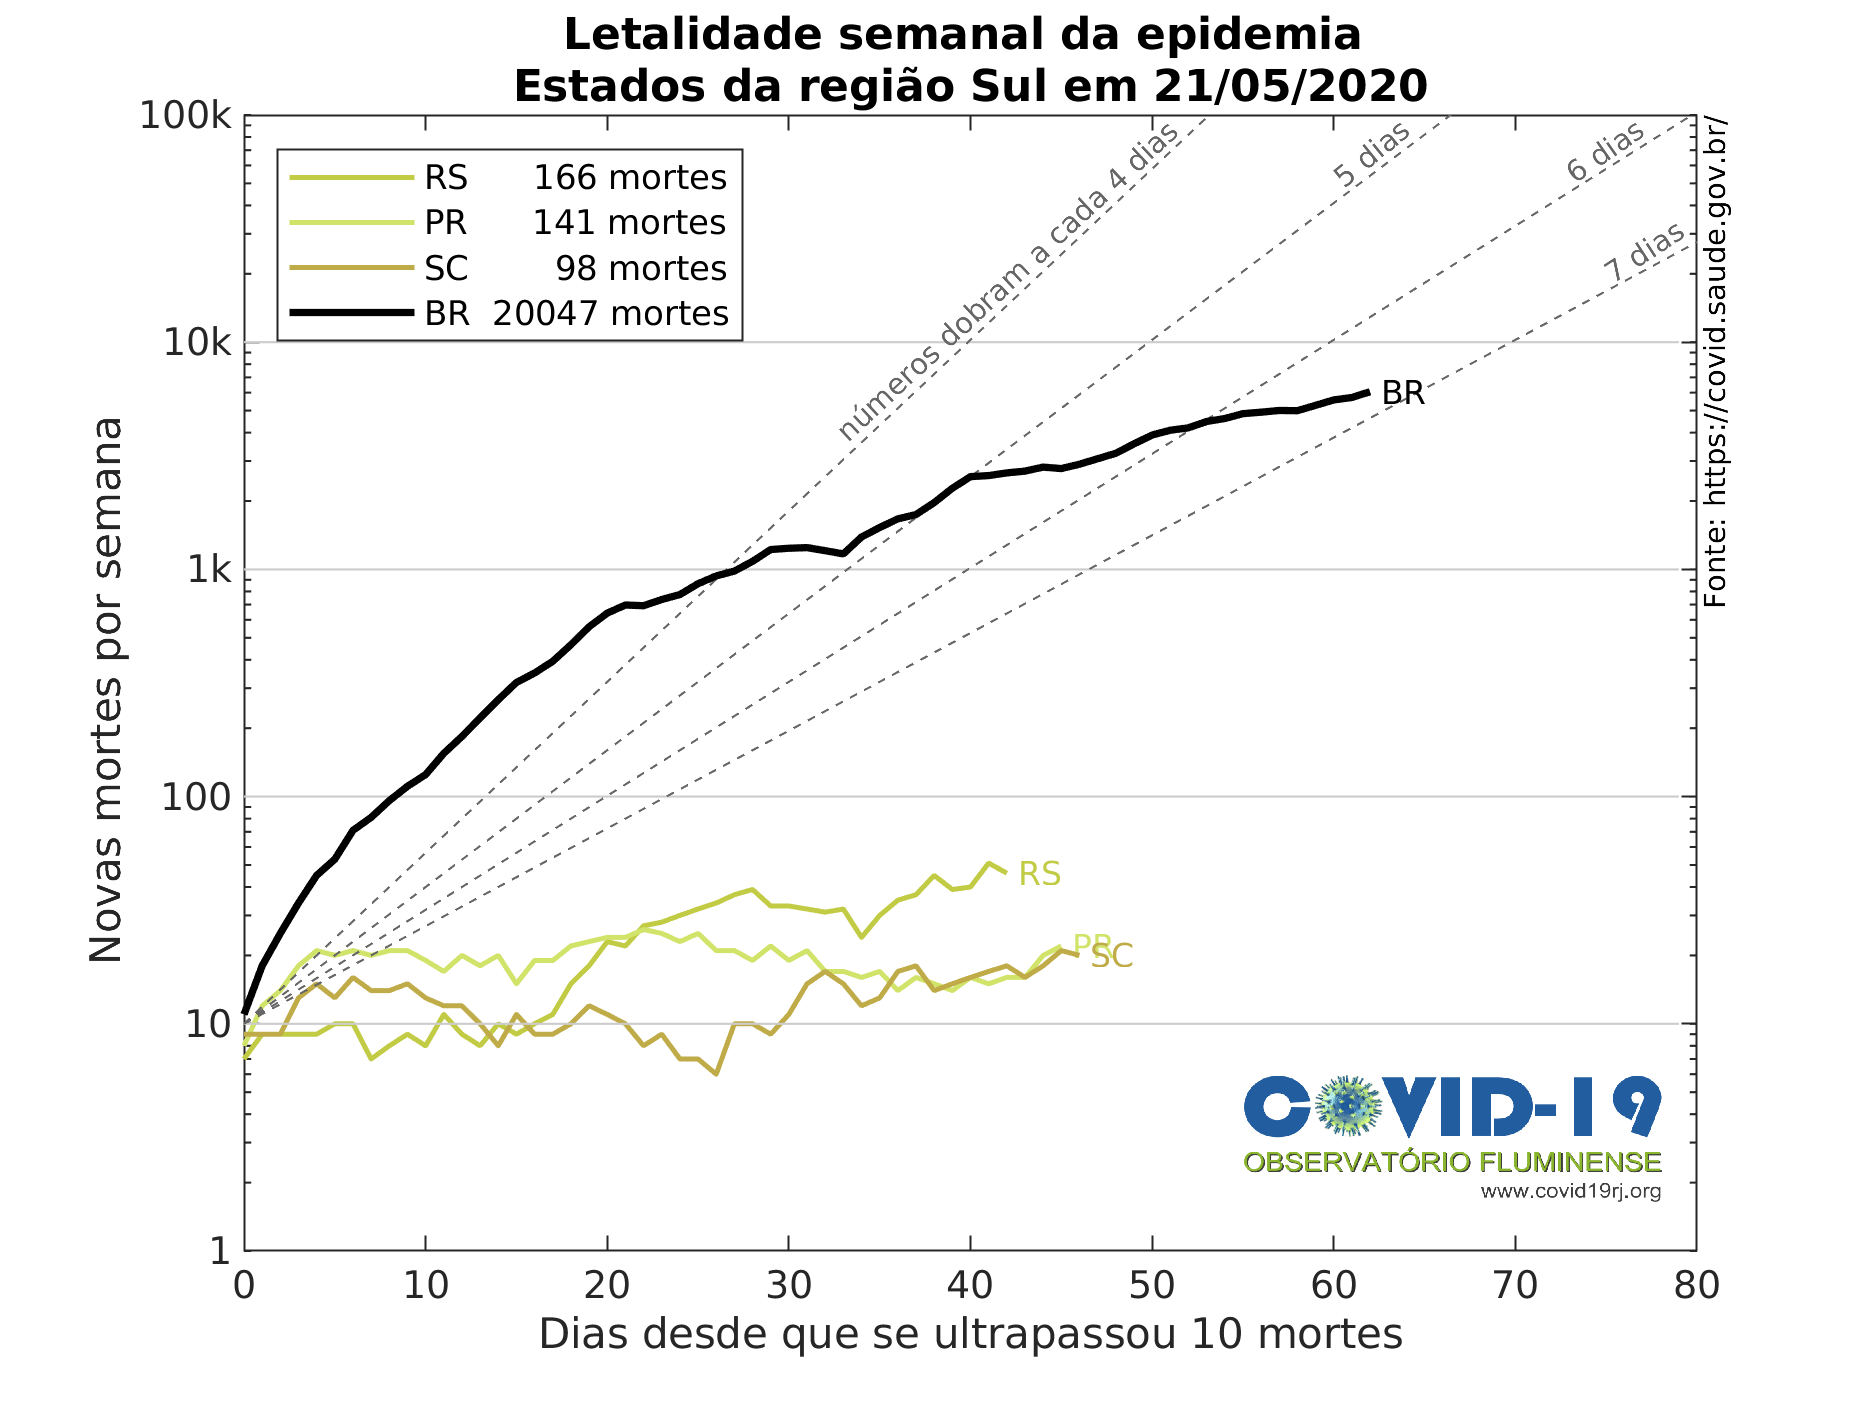 Letalidade semanal da epidemia
Estados da região Sul em 21/05/2020
100k
10k
1k
100
10
1
Novas mortes por semana
RS 166 mortes
PR 141 mortes
SC 98 mortes
BR 20047 mortes
números dobram a cada 4 dias
5 dias
6 dias
7 dias
BR
RS
PR
SC
Fonte: https://covid.saude.gov.br/
COVID-19
OBSERVATÓRIO FLUMINENSE
www.covid19rj.org
0 10 20 30 40 50 60 70 80
Dias desde que se ultrapassou 10 mortes